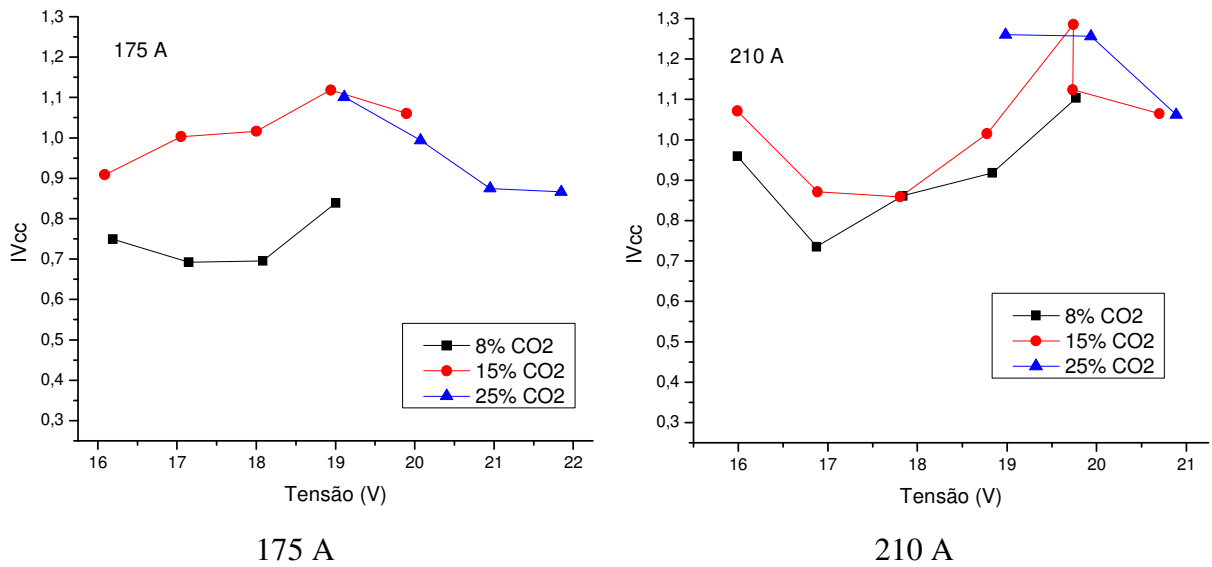 1,3
1,2
1,1
1,0
0,9
0,8
0,7
0,6
0,5
0,4
0,3
IVcc
175 A
8% CO2
15% CO2
25% CO2
16 17 18 19 20 21 22
Tensão (V)
175 A
1,3
1,2
1,1
1,0
0,9
0,8
0,7
0,6
0,5
0,4
0,3
IVcc
210 A
8% CO2
15% CO2
25% CO2
16 17 18 19 20 21
Tensão (V)
210 A